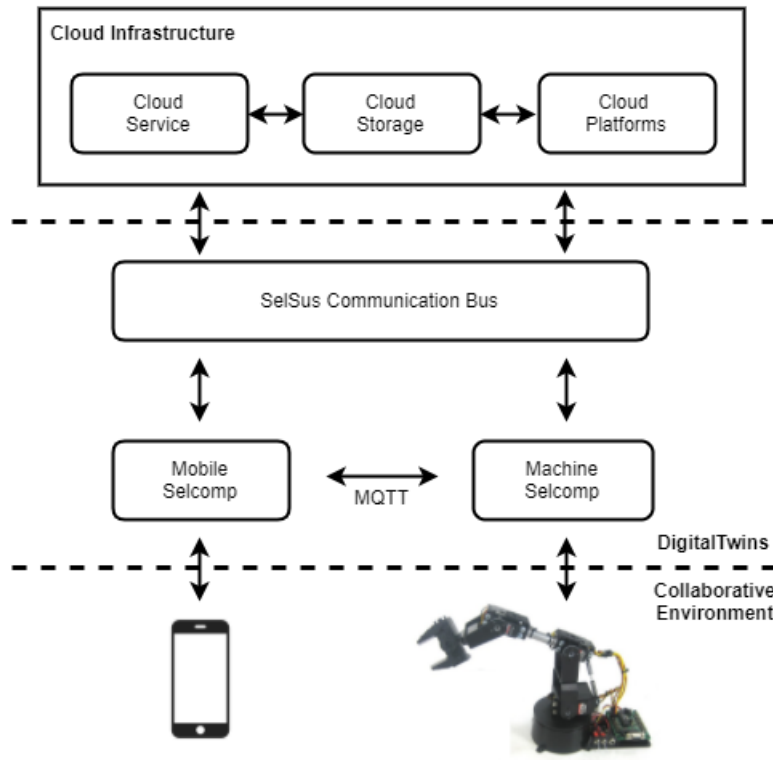 Cloud Infrastructure
Cloud
Service
Cloud
Storage
Cloud
Platforms
SelSus Communication Bus
Mobile
Selcomp
MQTT
Machine
Selcomp
DigitalTwins
Collaborative
Environment